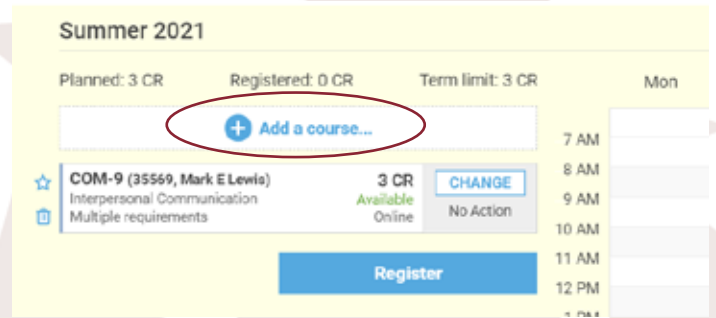 Summer 2021
Planned: 3 CR Registered: 0 CR Term limit: 3 CR
Mon
Add a course...
7 AM
COM-9 (35569, Mark E Lewis) 3 CR CHANGE
8 AM
Interpersonal Communication Available
9 AM
Multiple requirements Online No Action
10 AM
11 AM
Register
12 PM
1 PM